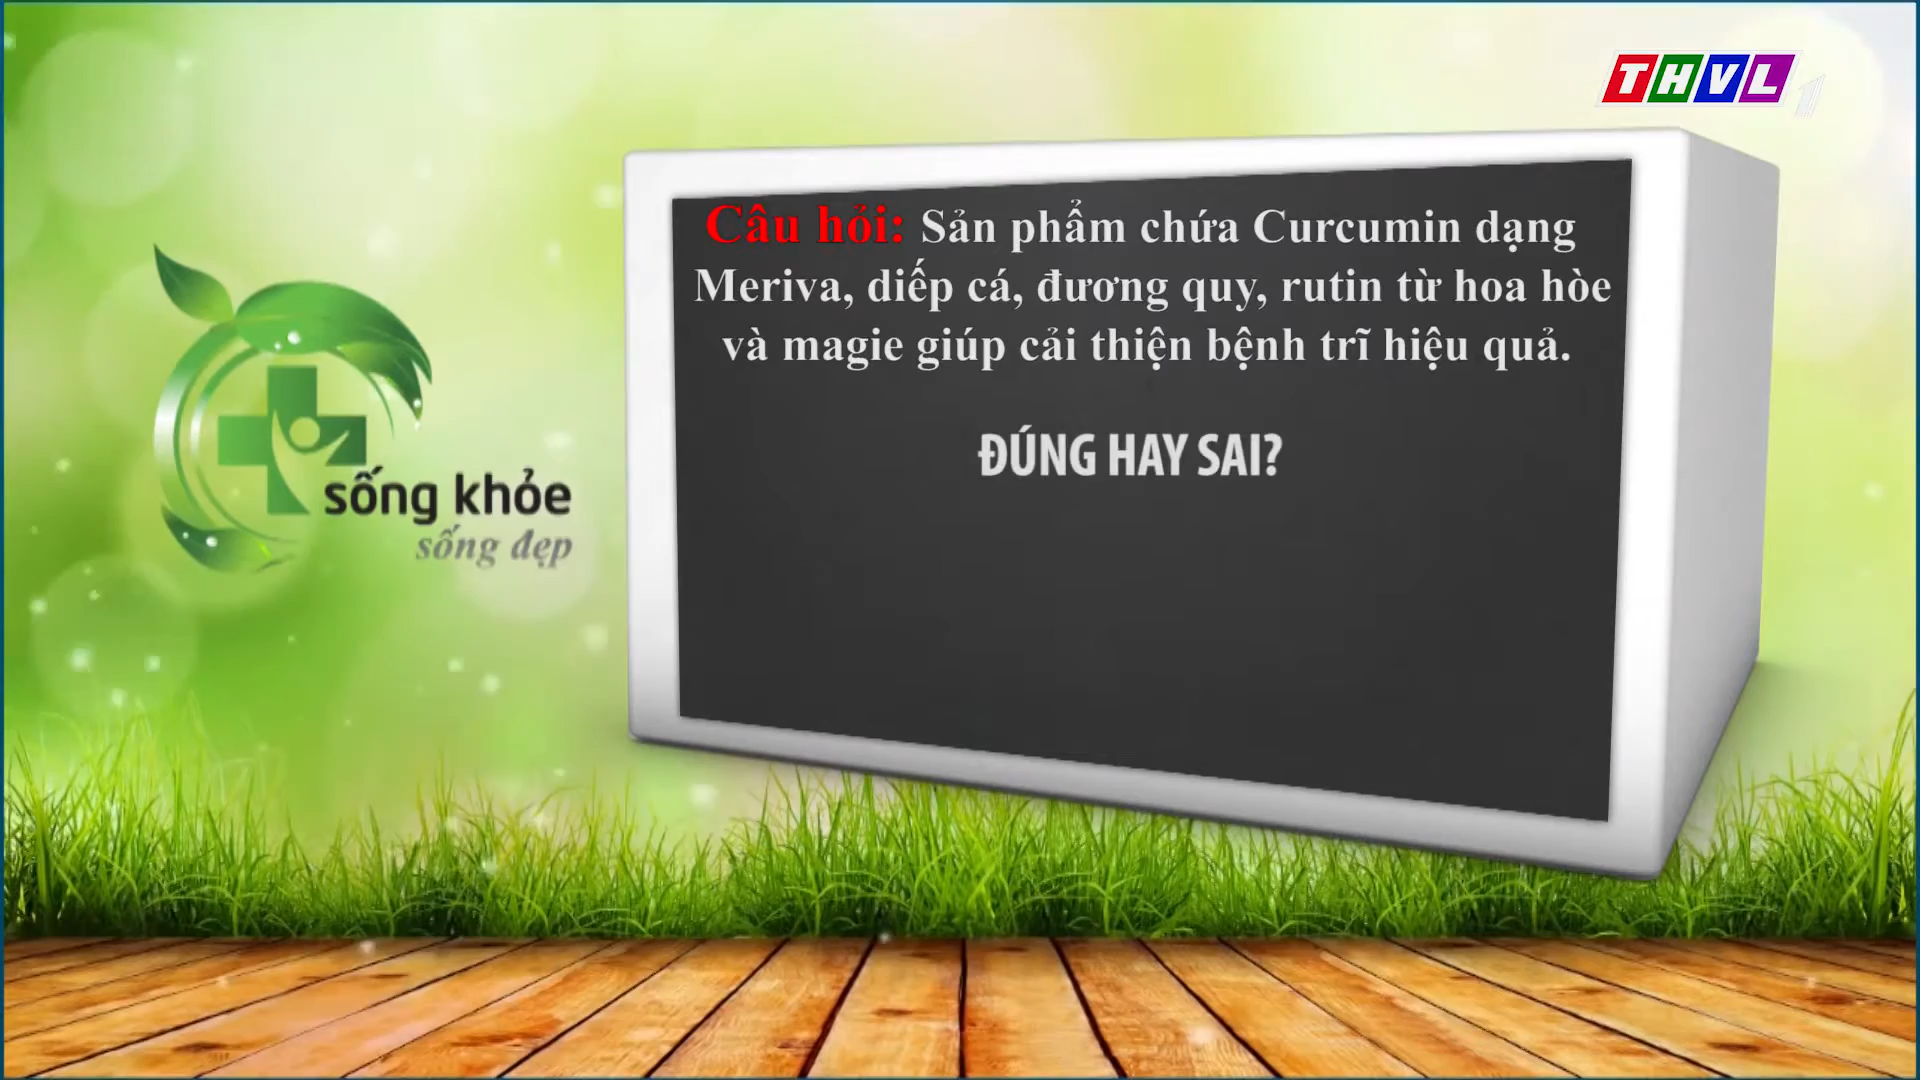 THVL1
Câu hỏi: Sản phẩm chứa Curcumin dạng
Meriva, diếp cá, đương quy, rutin từ hoa hòe
và magie giúp cải thiện bệnh trĩ hiệu quả.
ĐÚNG HAY SAI?
sống khỏe
sống đẹp